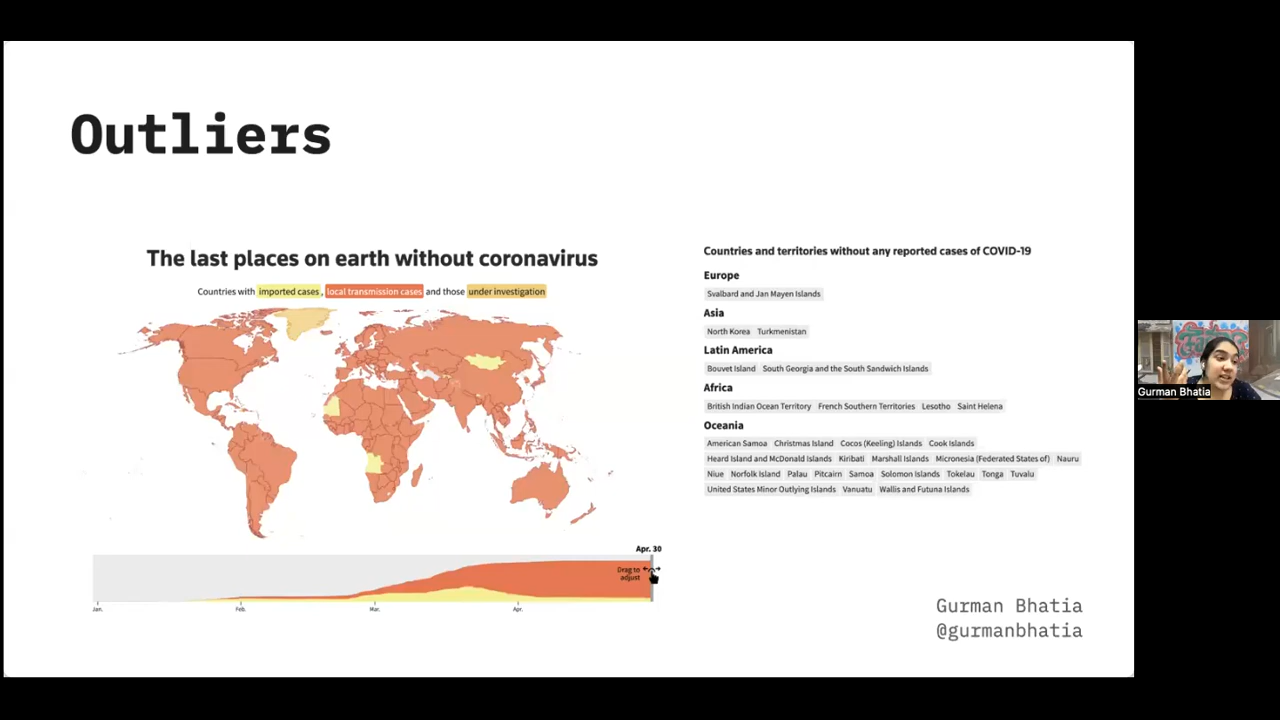 Outliers
The last places on earth without coronavirus
Countries with imported cases, local transmission cases and those under investigation
Apr. 30
Drag to
adjust
Jan.
Feb.
Mar.
Apr.
Countries and territories without any reported cases of COVID-19
Europe
Svalbard and Jan Mayen Islands
Asia
North Korea Turkmenistan
Latin America
Bouvet Island South Georgia and the South Sandwich Islands
Africa
British Indian Ocean Territory French Southern Territories Lesotho Saint Helena
Oceania
American Samoa Christmas Island Cocos (Keeling) Islands Cook Islands
Heard Island and McDonald Islands Kiribati Marshall Islands Micronesia (Federated States of) Nauru
Niue Norfolk Island Palau Pitcairn Samoa Solomon Islands Tokelau Tonga Tuvalu
United States Minor Outlying Islands Vanuatu Wallis and Futuna Islands
Gurman Bhatia
@gurmanbhatia
Gurman Bhatia